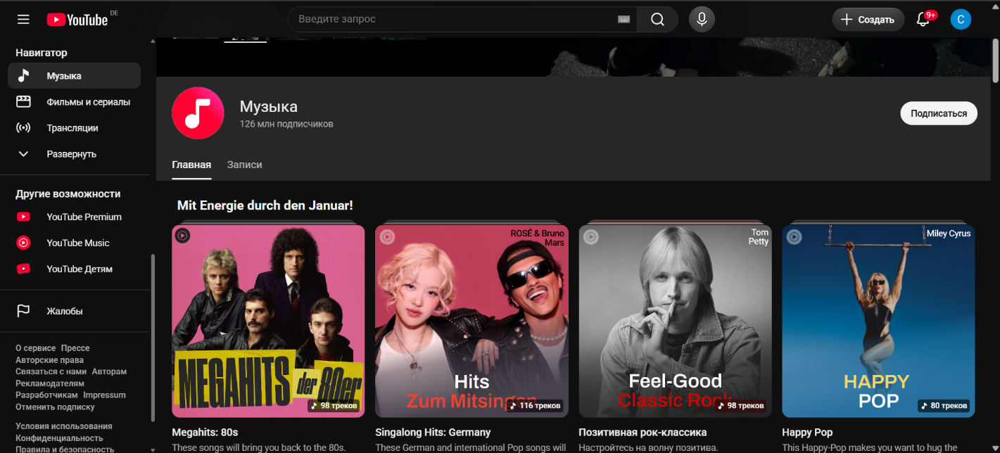 YouTube DE
Введите запрос
Создать
9+
C
Навигатор
Музыка
Фильмы и сериалы
Трансляции
Развернуть
Другие возможности
YouTube Premium
YouTube Music
YouTube Детям
Жалобы
О сервисе Прессе
Авторские права
Связаться с нами Авторам
Рекламодателям
Разработчикам Impressum
Отменить подписку
Условия использования
Конфиденциальность
Правила и безопасность
Музыка
126 млн подписчиков
Подписаться
Главная Записи
Mit Energie durch den Januar!
MEGAHITS der 80er
98 треков
Megahits: 80s
These songs will bring you back to the 80s.
ROSÉ & Bruno
Mars
Hits
Zum Mitsingen
116 треков
Singalong Hits: Germany
These German and international Pop songs will
Tom
Petty
Feel-Good
Classic Rock
98 треков
Позитивная рок-классика
Настройтесь на волну позитива.
Miley Cyrus
HAPPY
POP
80 треков
Happy Pop
This Happy-Pop makes you want to hug the